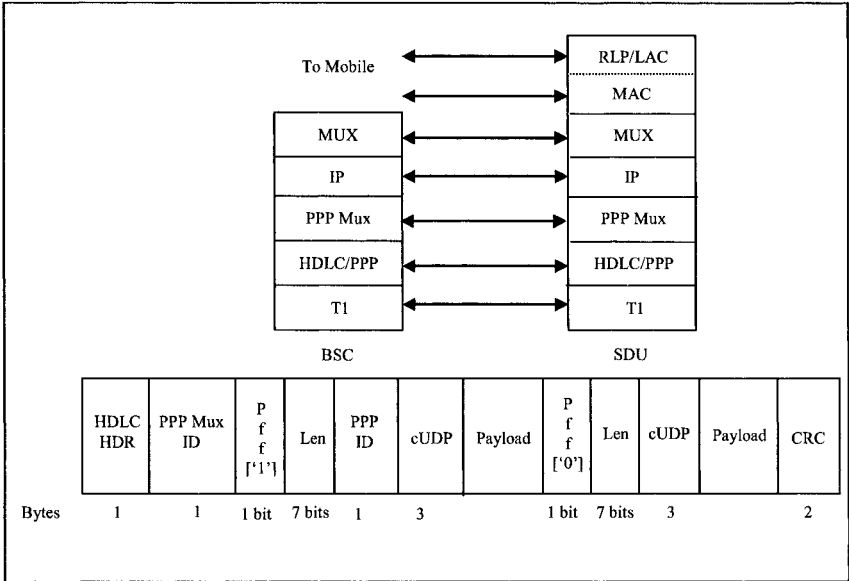 To Mobile
RLP/LAC
MAC
MUX
MUX
IP
IP
PPP Mux
PPP Mux
HDLC/PPP
HDLC/PPP
T1
T1
BSC
SDU
HDLC HDR
PPP Mux ID
P f f ['1']
Len
PPP ID
cUDP
Payload
P f f ['0']
Len
cUDP
Payload
CRC
Bytes 1 1 1 bit 7 bits 1 3 1 bit 7 bits 3 2